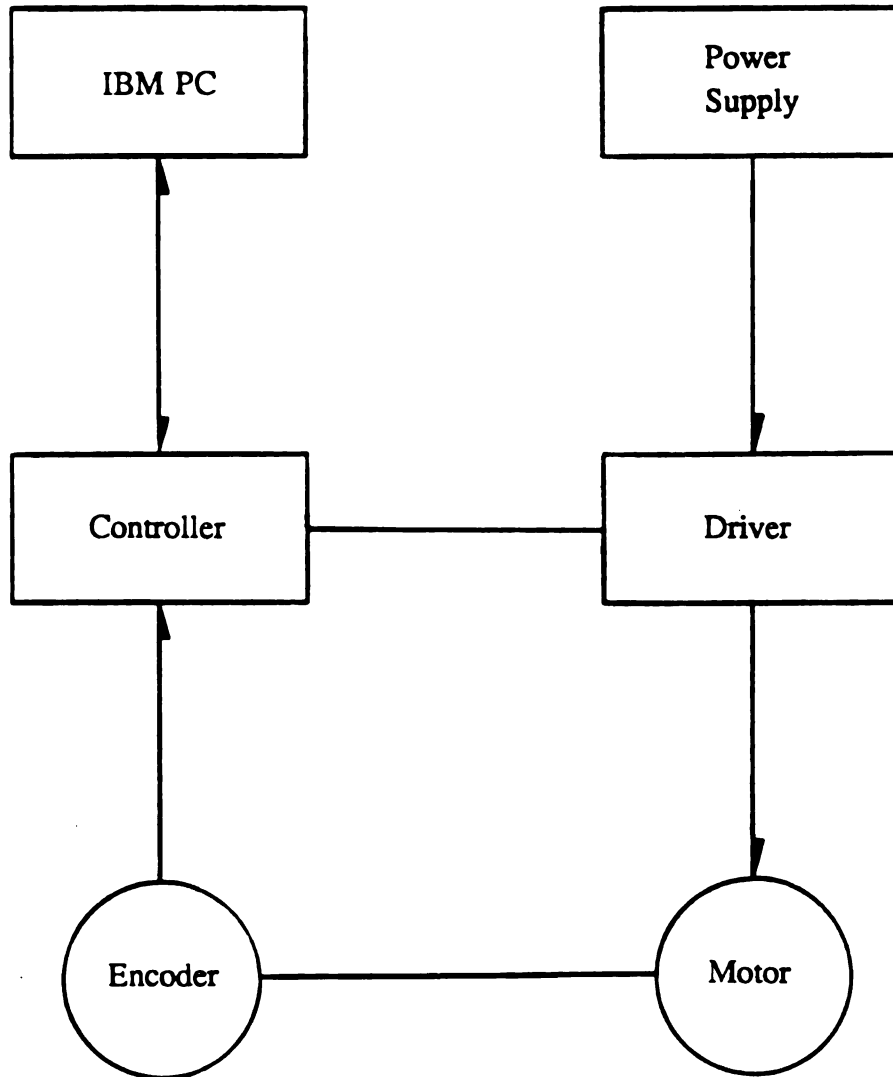 IBM PC
Power
Supply
Controller
Driver
Encoder
Motor